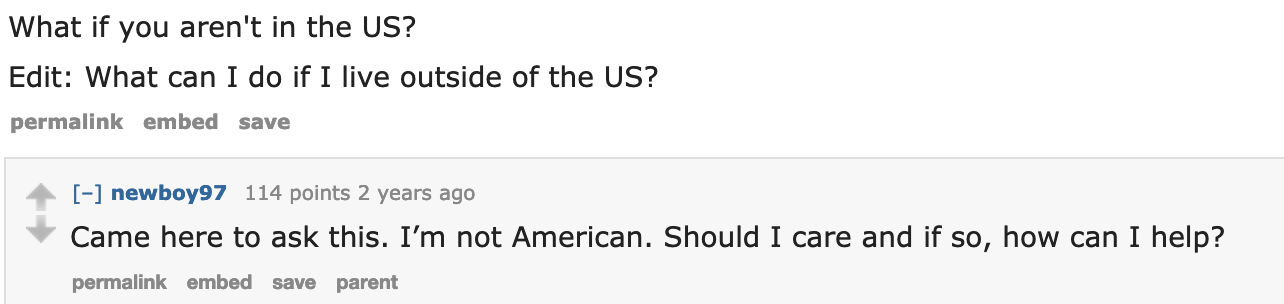 What if you aren't in the US?
Edit: What can I do if I live outside of the US?
permalink embed save
[–] newboy97 114 points 2 years ago
Came here to ask this. I’m not American. Should I care and if so, how can I help?
permalink embed save parent